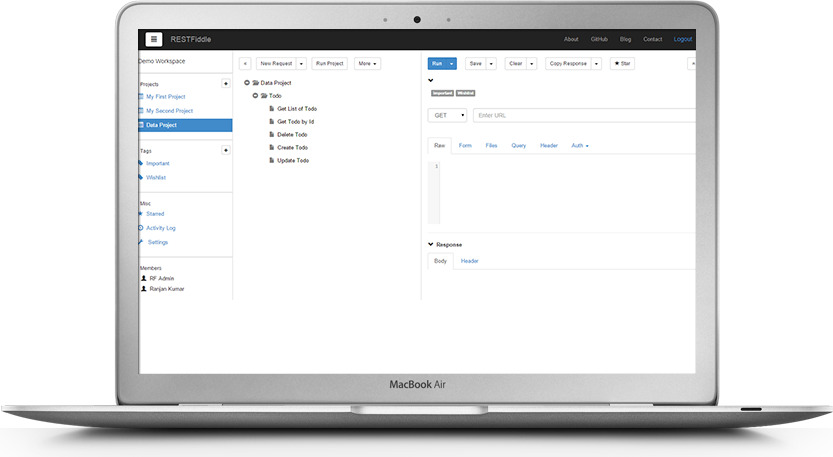 RESTFiddle About GitHub Blog Contact Logout
Demo Workspace
Projects
My First Project
My Second Project
Data Project
Tags
Important
Wishlist
Misc
Starred
Activity Log
Settings
Members
RF Admin
Ranjan Kumar
New Request Run Project More
Data Project
Todo
Get List of Todo
Get Todo by Id
Delete Todo
Create Todo
Update Todo
Run Save Clear Copy Response Star
Important Wishlist
GET Enter URL
Raw Form Files Query Header Auth
1
Response
Body Header
MacBook Air